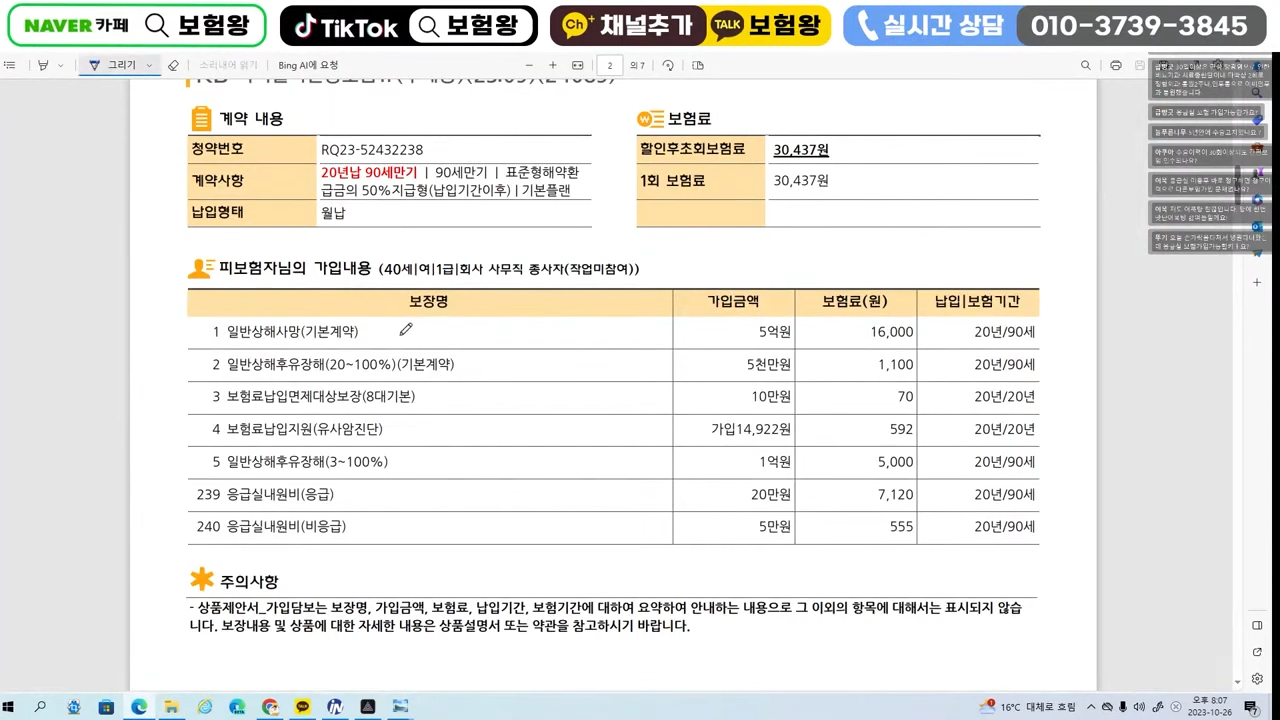 NAVER 카페 보험왕
TikTok 보험왕
Ch+ 채널추가 TALK 보험왕
실시간 상담 010-3739-3845
그리기
소리내어 읽기
Bing AI에 요청
2 의 7
계약 내용
청약번호 RQ23-52432238
계약사항 20년납 90세만기 | 90세만기 | 표준형해약환
급금의 50%지급형(납입기간이후) | 기본플랜
납입형태 월납
보험료
할인후초회보험료 30,437원
1회 보험료 30,437원
피보험자님의 가입내용 (40세|여|1급|회사 사무직 종사자(작업미참여))
보장명 가입금액 보험료(원) 납입|보험기간
1 일반상해사망(기본계약) 5억원 16,000 20년/90세
2 일반상해후유장해(20~100%)(기본계약) 5천만원 1,100 20년/90세
3 보험료납입면제대상보장(8대기본) 10만원 70 20년/20년
4 보험료납입지원(유사암진단) 가입14,922원 592 20년/20년
5 일반상해후유장해(3~100%) 1억원 5,000 20년/90세
239 응급실내원비(응급) 20만원 7,120 20년/90세
240 응급실내원비(비응급) 5만원 555 20년/90세
주의사항
- 상품제안서_가입담보는 보장명, 가입금액, 보험료, 납입기간, 보험기간에 대하여 요약하여 안내하는 내용으로 그 이외의 항목에 대해서는 표시되지 않습
니다. 보장내용 및 상품에 대한 자세한 내용은 상품설명서 또는 약관을 참고하시기 바랍니다.
16°C 대체로 흐림
오후 8:07
2023-10-26